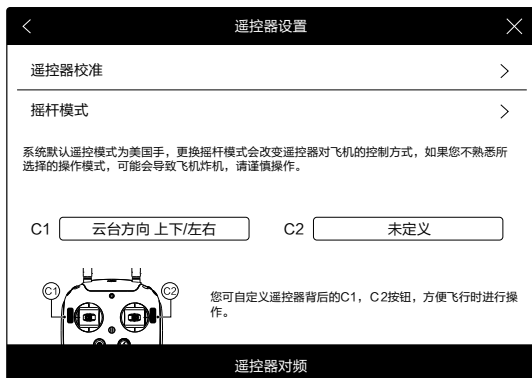 遥控器设置
遥控器校准
摇杆模式
系统默认遥控模式为美国手，更换摇杆模式会改变遥控器对飞机的控制方式，如果您不熟悉所
选择的操作模式，可能会导致飞机炸机，请谨慎操作。
C1 云台方向 上下/左右 C2 未定义
C1 C2
您可自定义遥控器背后的C1，C2按钮，方便飞行时进行操
作。
遥控器对频